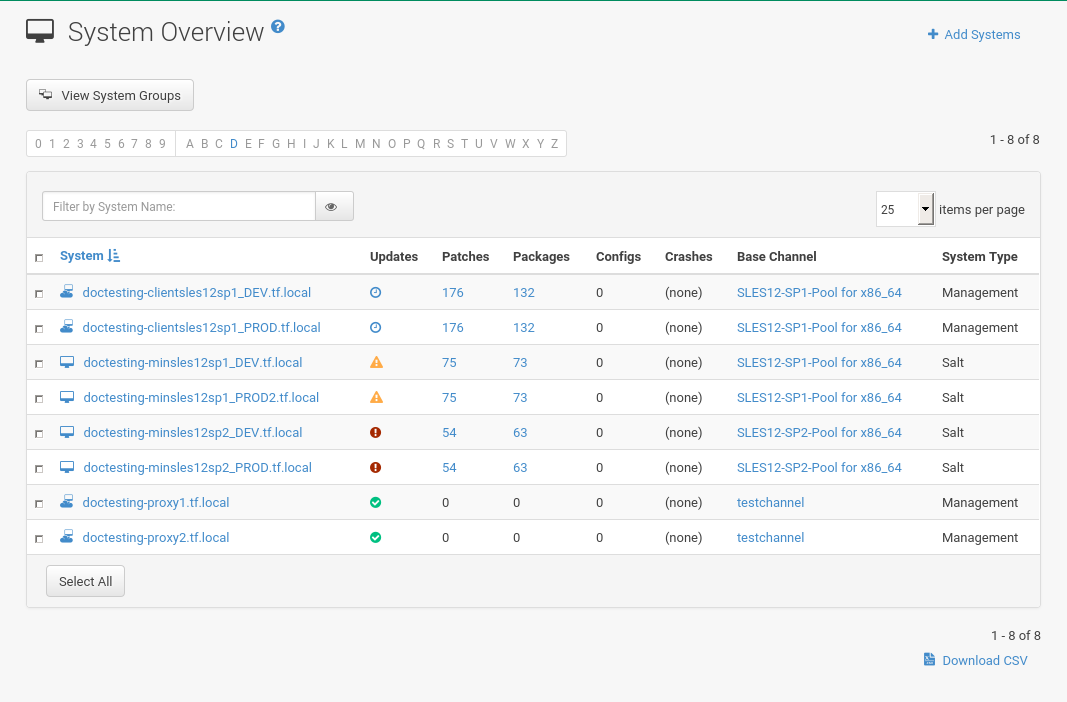 System Overview ?
Add Systems
View System Groups
0 1 2 3 4 5 6 7 8 9 A B C D E F G H I J K L M N O P Q R S T U V W X Y Z
1 - 8 of 8
Filter by System Name:
25 items per page
System Updates Patches Packages Configs Crashes Base Channel System Type
doctesting-clientsles12sp1_DEV.tf.local 176 132 0 (none) SLES12-SP1-Pool for x86_64 Management
doctesting-clientsles12sp1_PROD.tf.local 176 132 0 (none) SLES12-SP1-Pool for x86_64 Management
doctesting-minsles12sp1_DEV.tf.local 75 73 0 (none) SLES12-SP1-Pool for x86_64 Salt
doctesting-minsles12sp1_PROD2.tf.local 75 73 0 (none) SLES12-SP1-Pool for x86_64 Salt
doctesting-minsles12sp2_DEV.tf.local 54 63 0 (none) SLES12-SP2-Pool for x86_64 Salt
doctesting-minsles12sp2_PROD.tf.local 54 63 0 (none) SLES12-SP2-Pool for x86_64 Salt
doctesting-proxy1.tf.local 0 0 0 (none) testchannel Management
doctesting-proxy2.tf.local 0 0 0 (none) testchannel Management
Select All
1 - 8 of 8
Download CSV